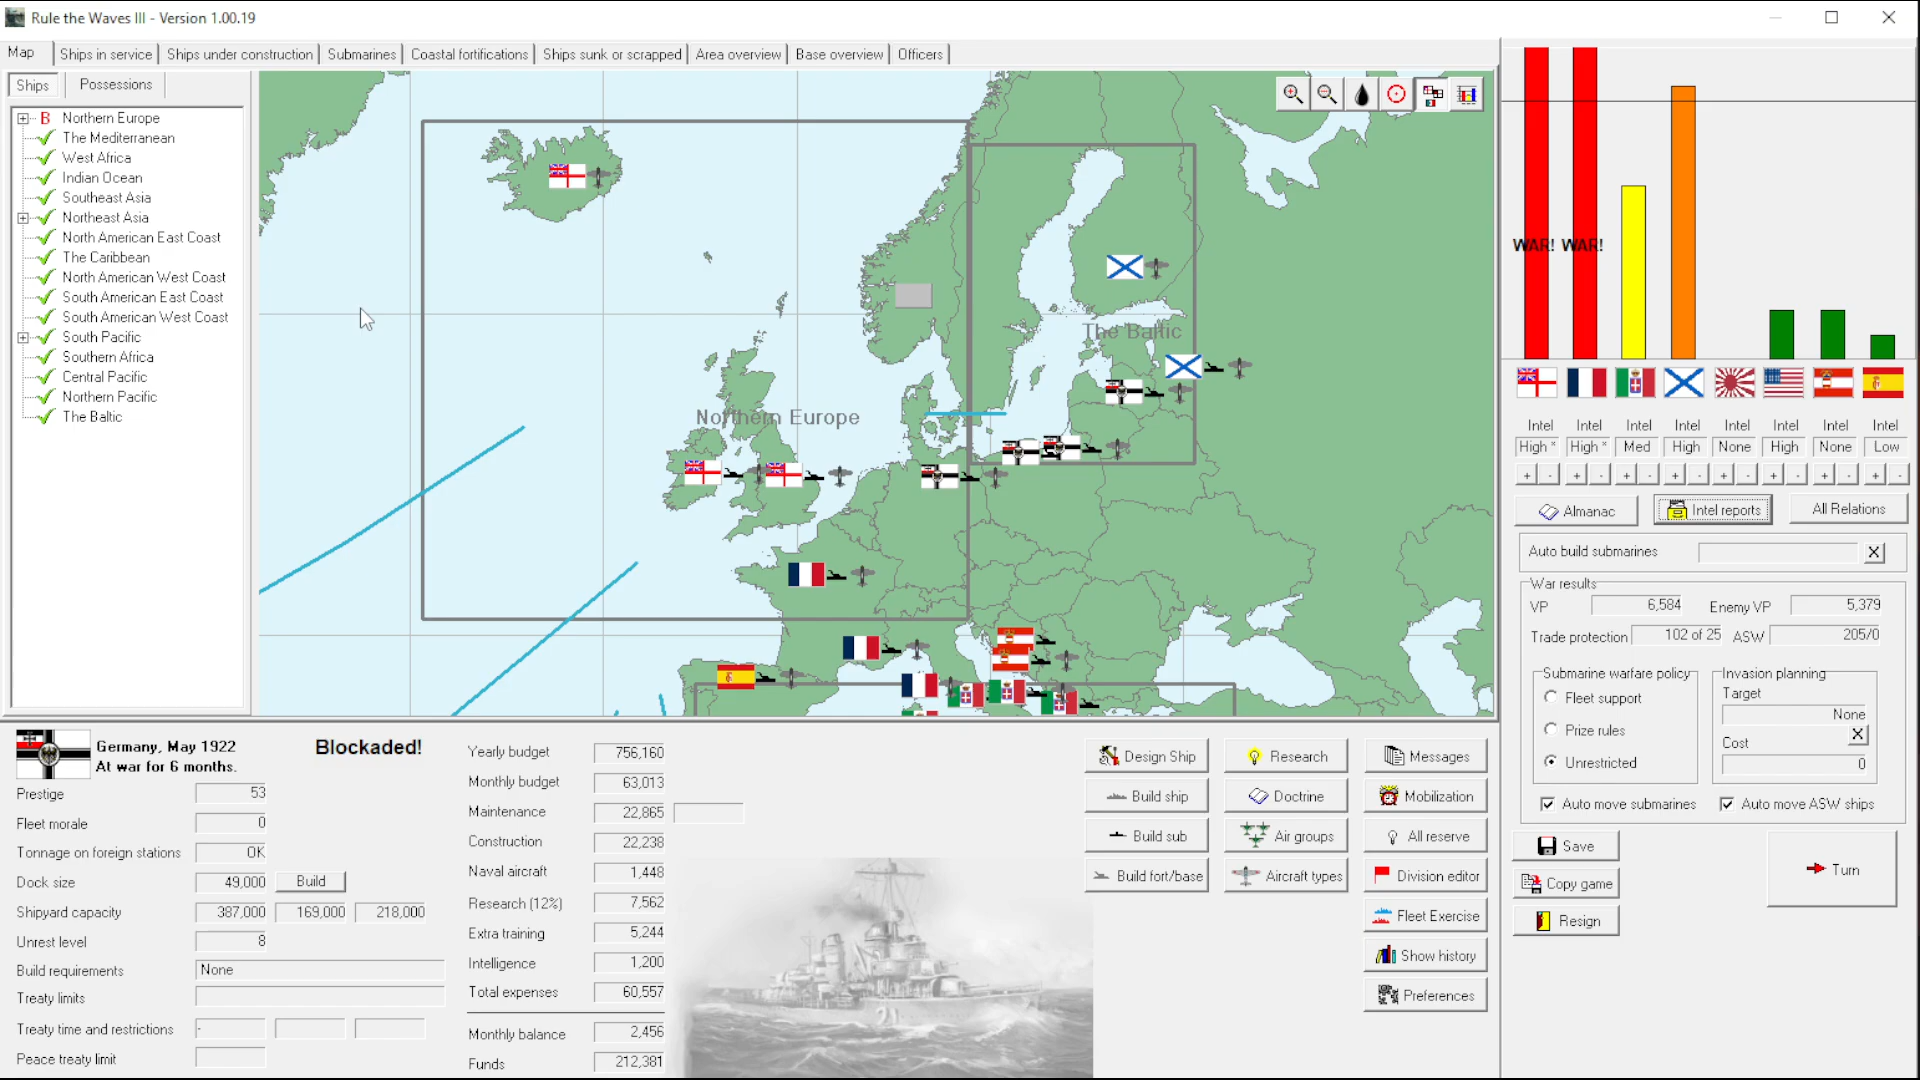 Rule the Waves III - Version 1.00.19
Map
Ships in service
Ships under construction
Submarines
Coastal fortifications
Ships sunk or scrapped
Area overview
Base overview
Officers
Ships
Possessions
B Northern Europe
The Mediterranean
West Africa
Indian Ocean
Southeast Asia
Northeast Asia
North American East Coast
The Caribbean
North American West Coast
South American East Coast
South American West Coast
South Pacific
Southern Africa
Central Pacific
Northern Pacific
The Baltic
The Baltic
Northern Europe
WAR! WAR!
Intel Intel Intel Intel Intel Intel Intel Intel
High * High * Med High None High None Low
+ - + - + - + - + - + - + - + -
Almanac
Intel reports
All Relations
Auto build submarines
X
War results
VP 6,584 Enemy VP 5,379
Trade protection 102 of 25 ASW 205/0
Submarine warfare policy
Fleet support
Prize rules
Unrestricted
Invasion planning
Target
None
Cost X
0
Auto move submarines
Auto move ASW ships
Save
Copy game
Resign
Turn
Germany, May 1922
At war for 6 months.
Blockaded!
Prestige 53
Fleet morale 0
Tonnage on foreign stations OK
Dock size 49,000 Build
Shipyard capacity 387,000 169,000 218,000
Unrest level 8
Build requirements None
Treaty limits
Treaty time and restrictions -
Peace treaty limit
Yearly budget 756,160
Monthly budget 63,013
Maintenance 22,865
Construction 22,238
Naval aircraft 1,448
Research (12%) 7,562
Extra training 5,244
Intelligence 1,200
Total expenses 60,557
Monthly balance 2,456
Funds 212,381
21
Design Ship
Build ship
Build sub
Build fort/base
Research
Doctrine
Air groups
Aircraft types
Messages
Mobilization
All reserve
Division editor
Fleet Exercise
Show history
Preferences